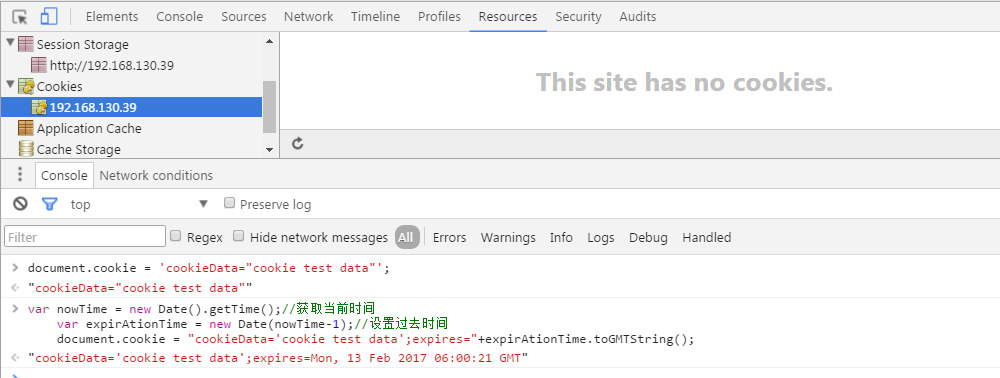 Elements Console Sources Network Timeline Profiles Resources Security Audits
Session Storage
http://192.168.130.39
Cookies
192.168.130.39
Application Cache
Cache Storage
This site has no cookies.
Console Network conditions
top Preserve log
Filter Regex Hide network messages All Errors Warnings Info Logs Debug Handled
document.cookie = 'cookieData="cookie test data"';
"cookieData="cookie test data""
var nowTime = new Date().getTime();//获取当前时间
var expirAtionTime = new Date(nowTime-1);//设置过去时间
document.cookie = "cookieData='cookie test data';expires="+expirAtionTime.toGMTString();
"cookieData='cookie test data';expires=Mon, 13 Feb 2017 06:00:21 GMT"